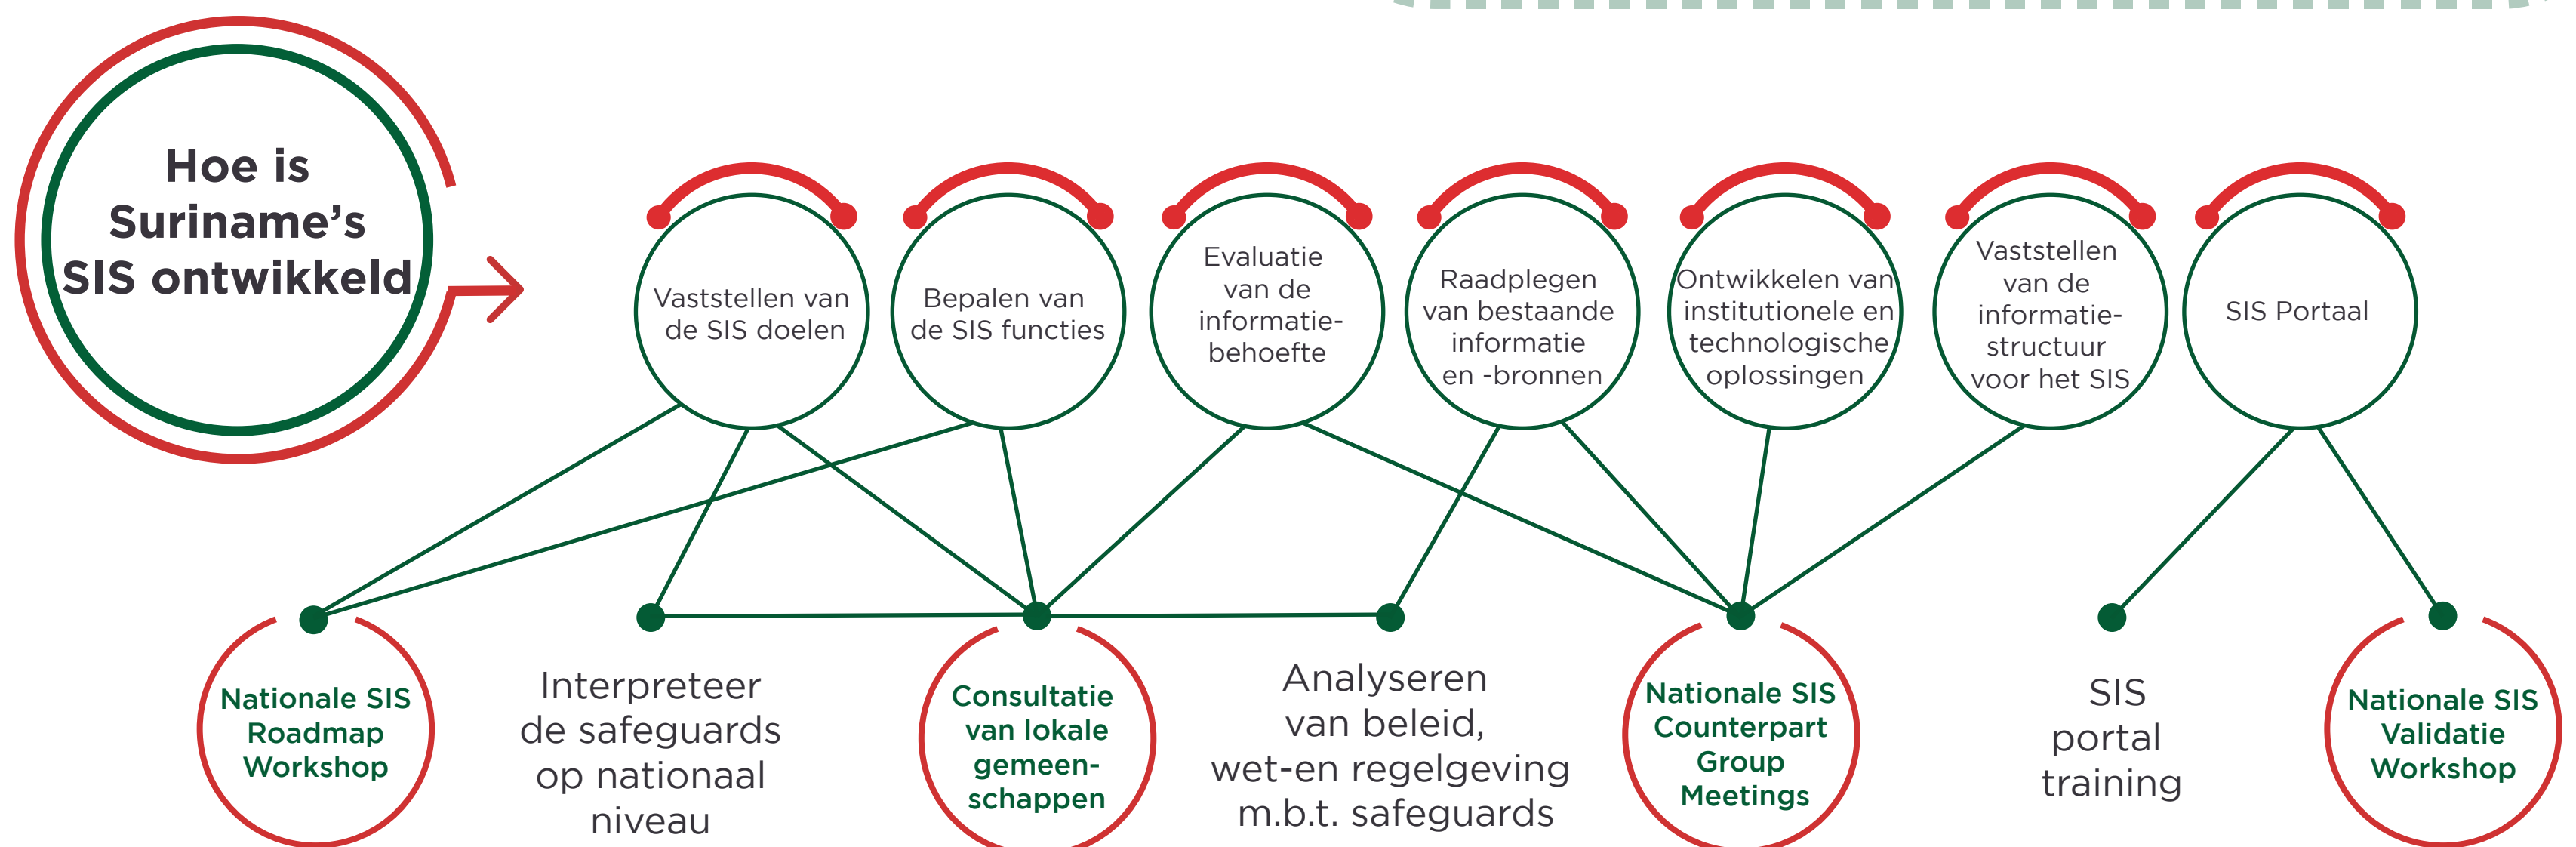 Hoe is
Suriname's
SIS ontwikkeld
Vaststellen van
de SIS doelen
Bepalen van
de SIS functies
Evaluatie
van de
informatie-
behoefte
Raadplegen
van bestaande
informatie
en -bronnen
Ontwikkelen van
institutionele en
technologische
oplossingen
Vaststellen
van de
informatie-
structuur
voor het SIS
SIS Portaal
Nationale SIS
Roadmap
Workshop
Interpreteer
de safeguards
op nationaal
niveau
Consultatie
van lokale
gemeen-
schappen
Analyseren
van beleid,
wet-en regelgeving
m.b.t. safeguards
Nationale SIS
Counterpart
Group
Meetings
SIS
portal
training
Nationale SIS
Validatie
Workshop